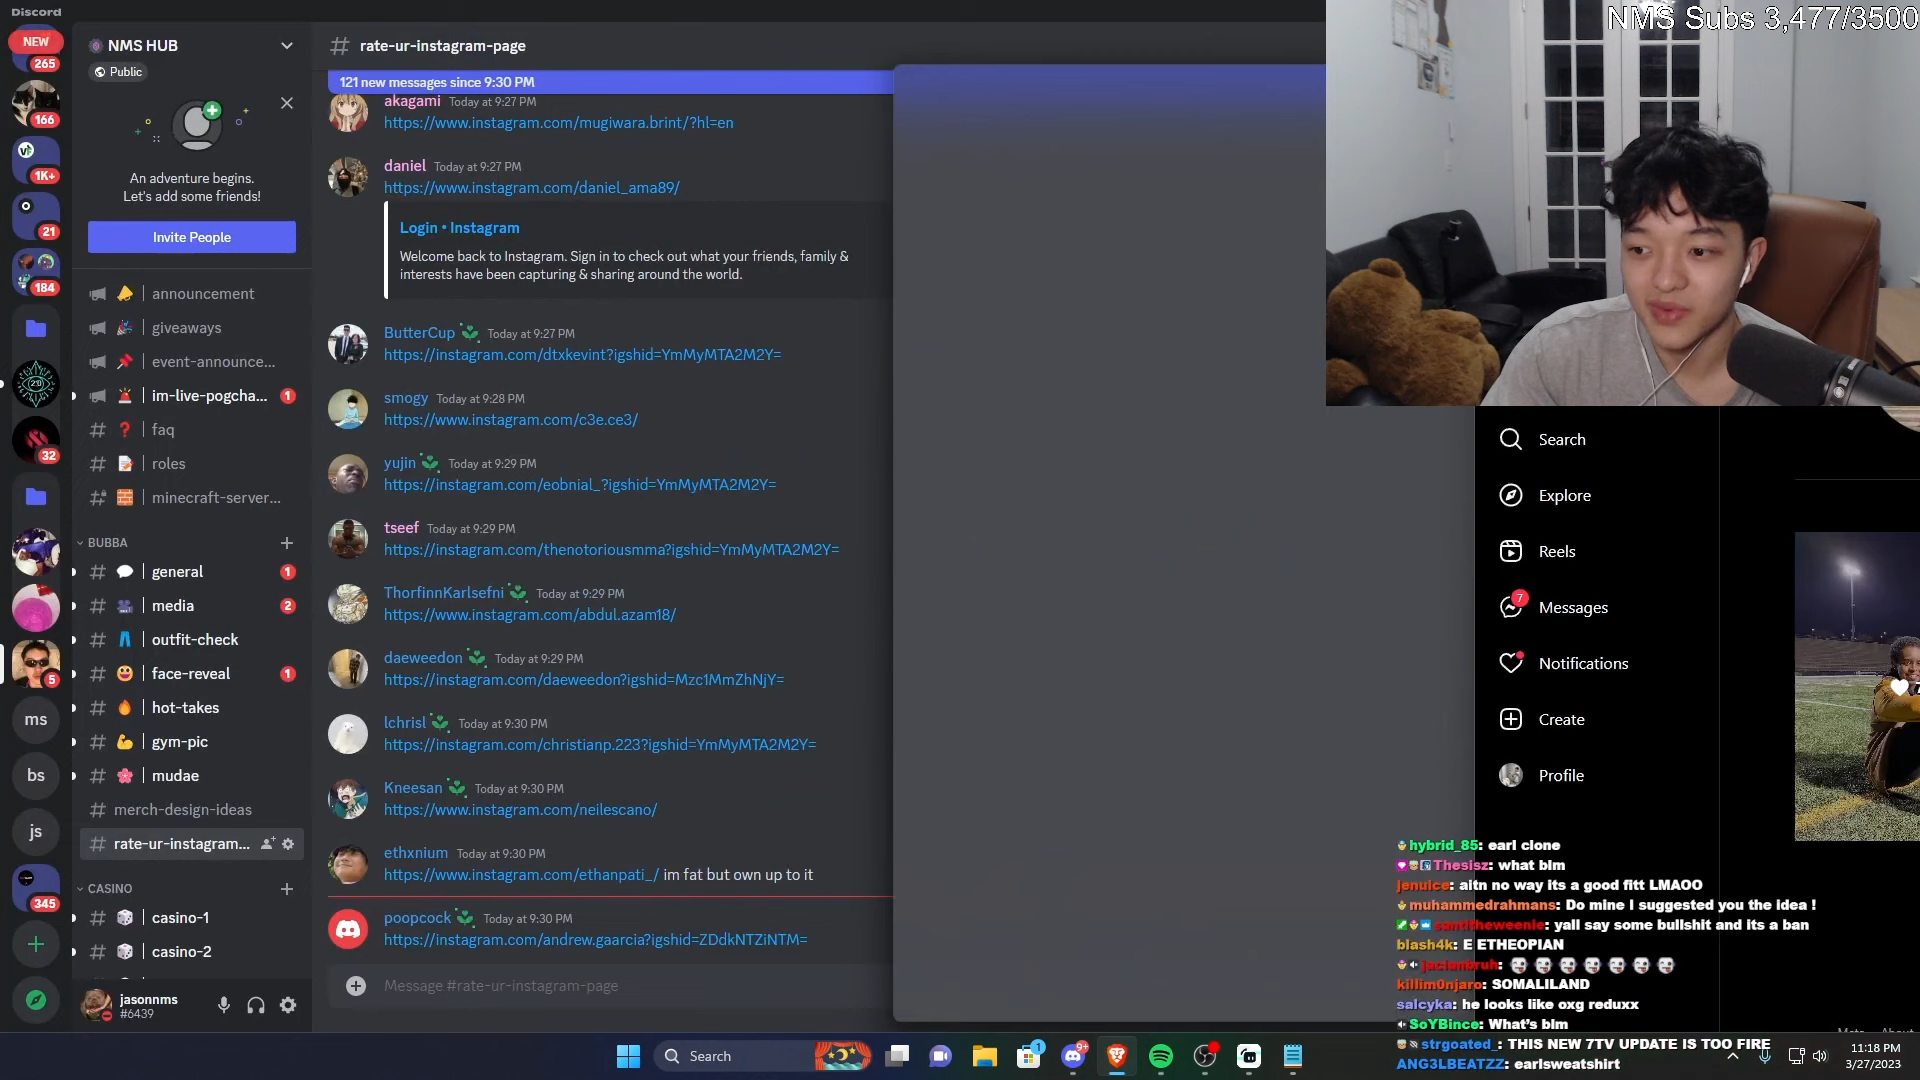 Discord
NEW
265
166
1K+
21
184
32
5
ms
bs
js
345
NMS HUB
Public
An adventure begins.
Let's add some friends!
Invite People
announcement
giveaways
event-announce...
im-live-pogcha...
1
faq
roles
minecraft-server...
BUBBA
general
1
media
2
outfit-check
face-reveal
1
hot-takes
gym-pic
mudae
merch-design-ideas
rate-ur-instagram...
CASINO
casino-1
casino-2
jasonnms
#6439
rate-ur-instagram-page
121 new messages since 9:30 PM
akagami Today at 9:27 PM
https://www.instagram.com/mugiwara.brint/?hl=en
daniel Today at 9:27 PM
https://www.instagram.com/daniel_ama89/
Login • Instagram
Welcome back to Instagram. Sign in to check out what your friends, family &
interests have been capturing & sharing around the world.
ButterCup Today at 9:27 PM
https://instagram.com/dtxkevint?igshid=YmMyMTA2M2Y=
smogy Today at 9:28 PM
https://www.instagram.com/c3e.ce3/
yujin Today at 9:29 PM
https://instagram.com/eobnial_?igshid=YmMyMTA2M2Y=
tseef Today at 9:29 PM
https://instagram.com/thenotoriousmma?igshid=YmMyMTA2M2Y=
ThorfinnKarlsefni Today at 9:29 PM
https://www.instagram.com/abdul.azam18/
daeweedon Today at 9:29 PM
https://instagram.com/daeweedon?igshid=Mzc1MmZhNjY=
lchrisl Today at 9:30 PM
https://instagram.com/christianp.223?igshid=YmMyMTA2M2Y=
Kneesan Today at 9:30 PM
https://www.instagram.com/neilescano/
ethxnium Today at 9:30 PM
https://www.instagram.com/ethanpati_/ im fat but own up to it
poopcock Today at 9:30 PM
https://instagram.com/andrew.gaarcia?igshid=ZDdkNTZiNTM=
Message #rate-ur-instagram-page
NMS Subs 3,477/3500
Search
Explore
Reels
7
Messages
Notifications
Create
Profile
hybrid_85: earl clone
Thesisz: what blm
jenuice: aitn no way its a good fitt LMAOO
muhammedrahmans: Do mine I suggested you the idea !
santitheweenie: yall say some bullshit and its a ban
blash4k: E ETHEOPIAN
jacianbruh:
killim0njaro: SOMALILAND
salcyka: he looks like oxg reduxx
SoYBince: What's blm
strgoated_: THIS NEW 7TV UPDATE IS TOO FIRE
ANG3LBEATZZ: earlsweatshirt
Search
1
9+
11:18 PM
3/27/2023